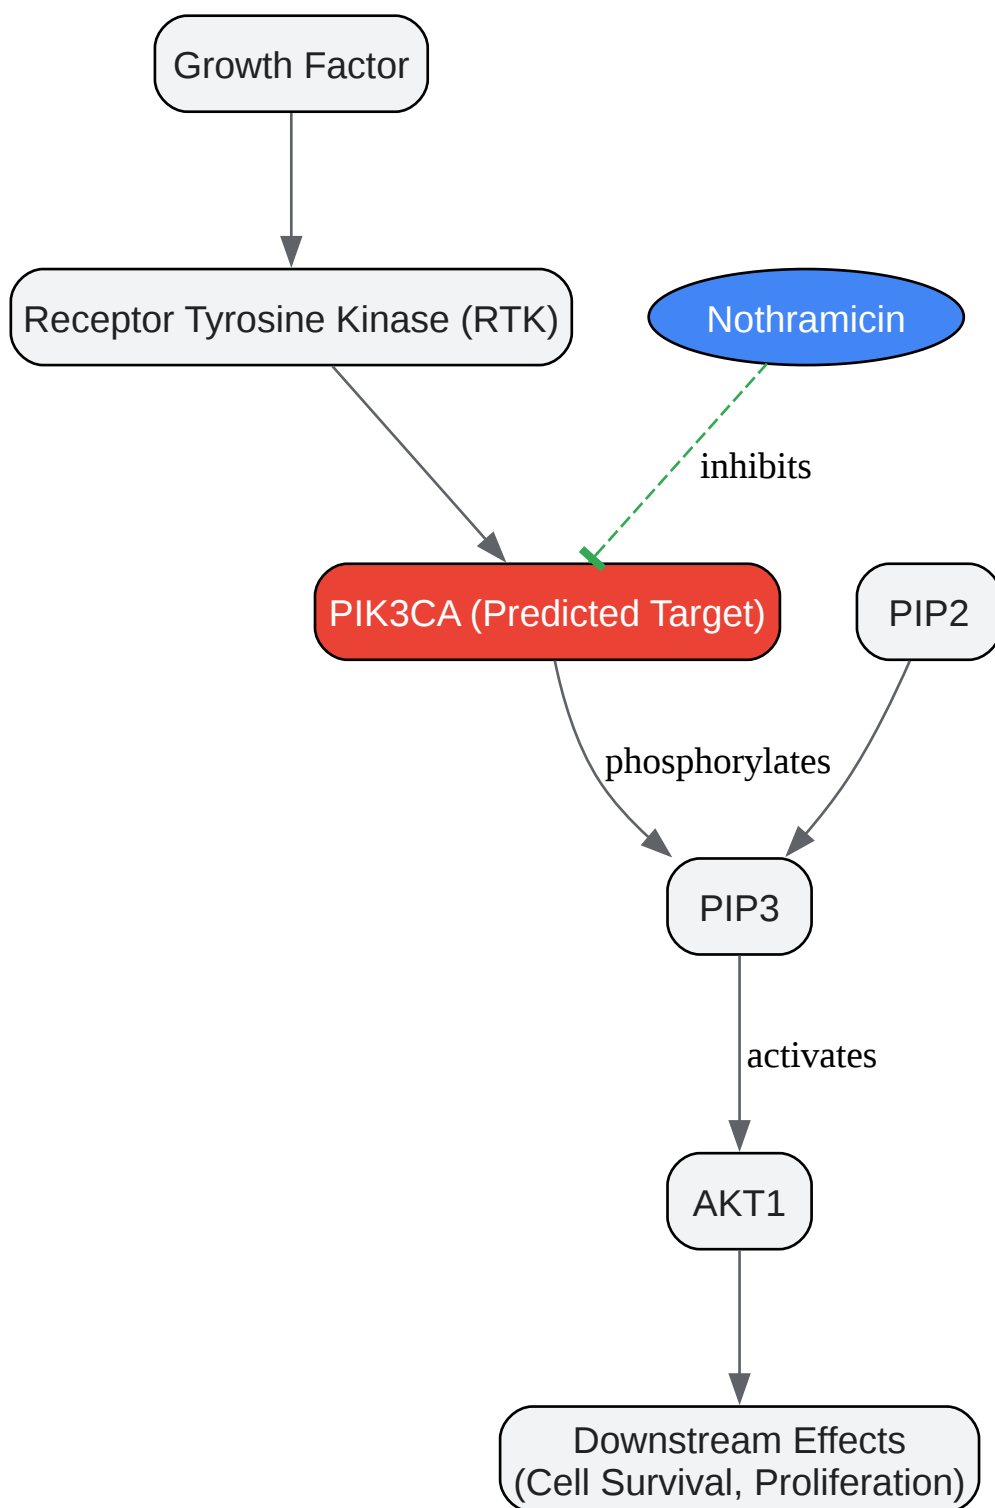 Growth Factor
Receptor Tyrosine Kinase (RTK)
Nothramicin
inhibits
PIK3CA (Predicted Target)
PIP2
phosphorylates
PIP3
activates
AKT1
Downstream Effects
(Cell Survival, Proliferation)